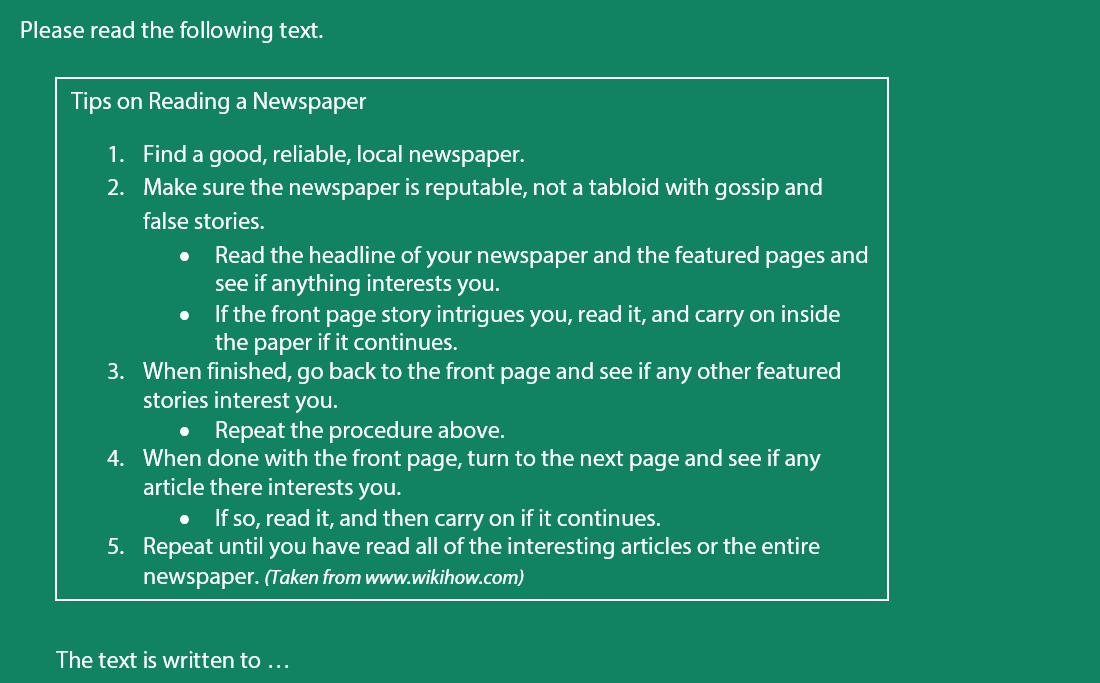 Please read the following text.
Tips on Reading a Newspaper
1. Find a good, reliable, local newspaper.
2. Make sure the newspaper is reputable, not a tabloid with gossip and
false stories.
• Read the headline of your newspaper and the featured pages and
see if anything interests you.
• If the front page story intrigues you, read it, and carry on inside
the paper if it continues.
3. When finished, go back to the front page and see if any other featured
stories interest you.
• Repeat the procedure above.
4. When done with the front page, turn to the next page and see if any
article there interests you.
• If so, read it, and then carry on if it continues.
5. Repeat until you have read all of the interesting articles or the entire
newspaper. (Taken from www.wikihow.com)
The text is written to …